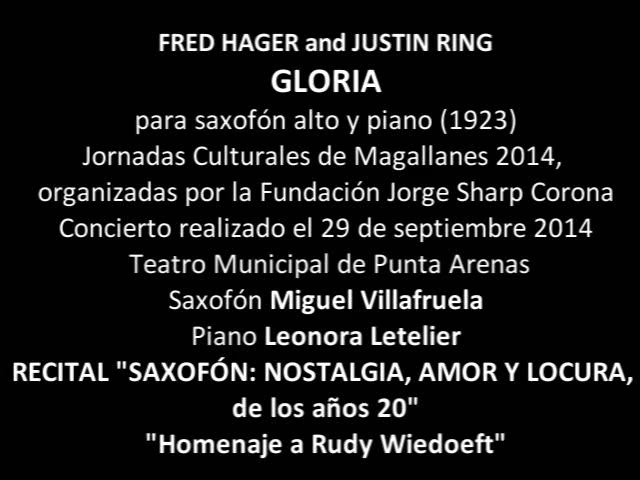 FRED HAGER and JUSTIN RING
GLORIA
para saxofón alto y piano (1923)
Jornadas Culturales de Magallanes 2014,
organizadas por la Fundación Jorge Sharp Corona
Concierto realizado el 29 de septiembre 2014
Teatro Municipal de Punta Arenas
Saxofón Miguel Villafruela
Piano Leonora Letelier
RECITAL "SAXOFÓN: NOSTALGIA, AMOR Y LOCURA,
de los años 20"
"Homenaje a Rudy Wiedoeft"